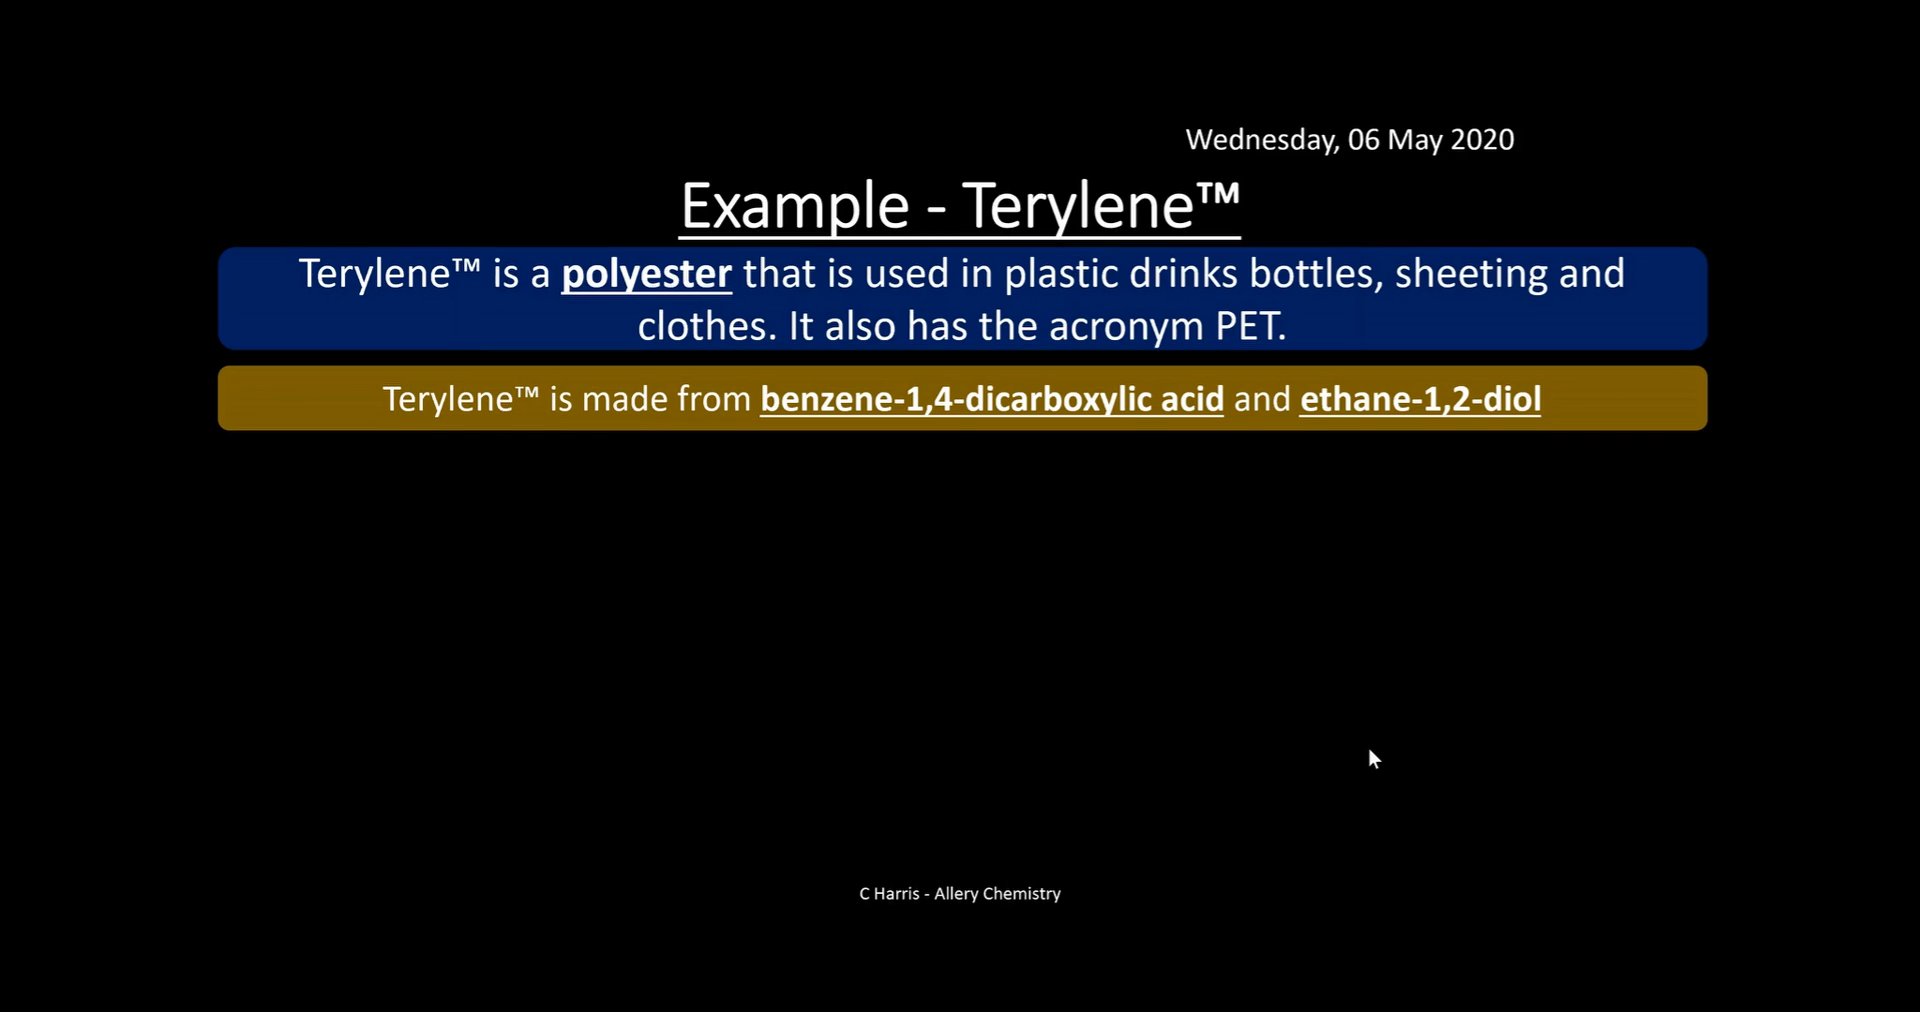 Wednesday, 06 May 2020
Example - Terylene™
Terylene™ is a polyester that is used in plastic drinks bottles, sheeting and
clothes. It also has the acronym PET.
Terylene™ is made from benzene-1,4-dicarboxylic acid and ethane-1,2-diol
C Harris - Allery Chemistry